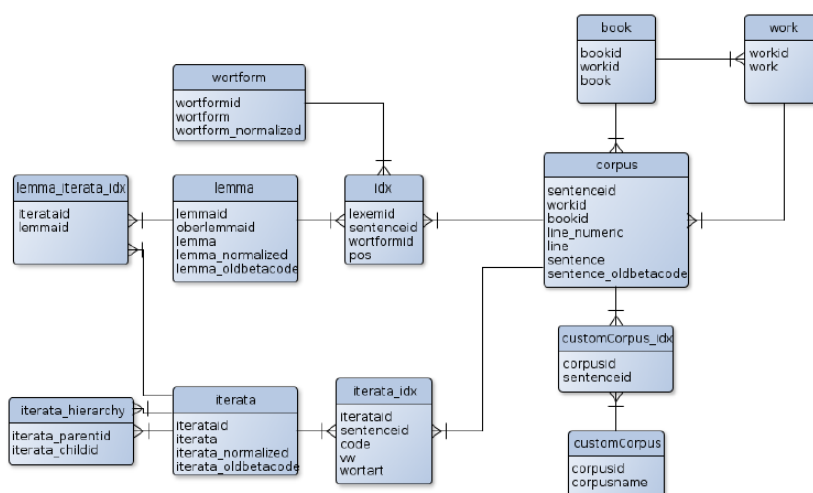 book
bookid
workid
book
work
workid
work
wortform
wortformid
wortform
wortform_normalized
corpus
sentenceid
workid
bookid
line_numeric
line
sentence
sentence_oldbetacode
lemma_iterata_idx
iterataid
lemmaid
lemma
lemmaid
oberlemmaid
lemma
lemma_normalized
lemma_oldbetacode
idx
lexemid
sentenceid
wortformid
pos
customCorpus_idx
corpusid
sentenceid
iterata_hierarchy
iterata_parentid
iterata_childid
iterata
iterataid
iterata
iterata_normalized
iterata_oldbetacode
iterata_idx
iterataid
sentenceid
code
vw
wortart
customCorpus
corpusid
corpusname